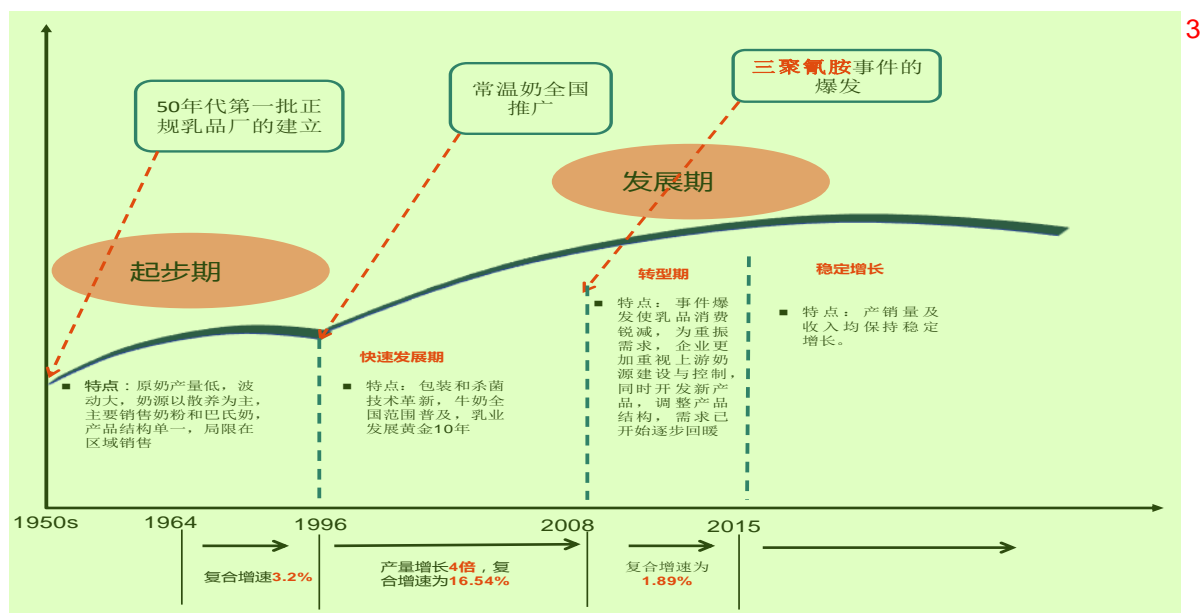 3
50年代第一批正
规乳品厂的建立
常温奶全国
推广
三聚氰胺事件的
爆发
起步期
发展期
快速发展期
转型期
稳定增长
■ 特点：原奶产量低，波
动大，奶源以散养为主，
主要销售奶粉和巴氏奶，
产品结构单一，局限在
区域销售
■ 特点：包装和杀菌
技术革新，牛奶全
国范围普及，乳业
发展黄金10年
■ 特点：事件爆
发使乳品消费
锐减，为重振
需求，企业更
加重视上游奶
源建设与控制，
同时开发新产
品，调整产品
结构，需求已
开始逐步回暖
■ 特点：产销量及
收入均保持稳定
增长。
1950s
1964
1996
2008
2015
复合增速3.2%
产量增长4倍，复
合增速为16.54%
复合增速为
1.89%